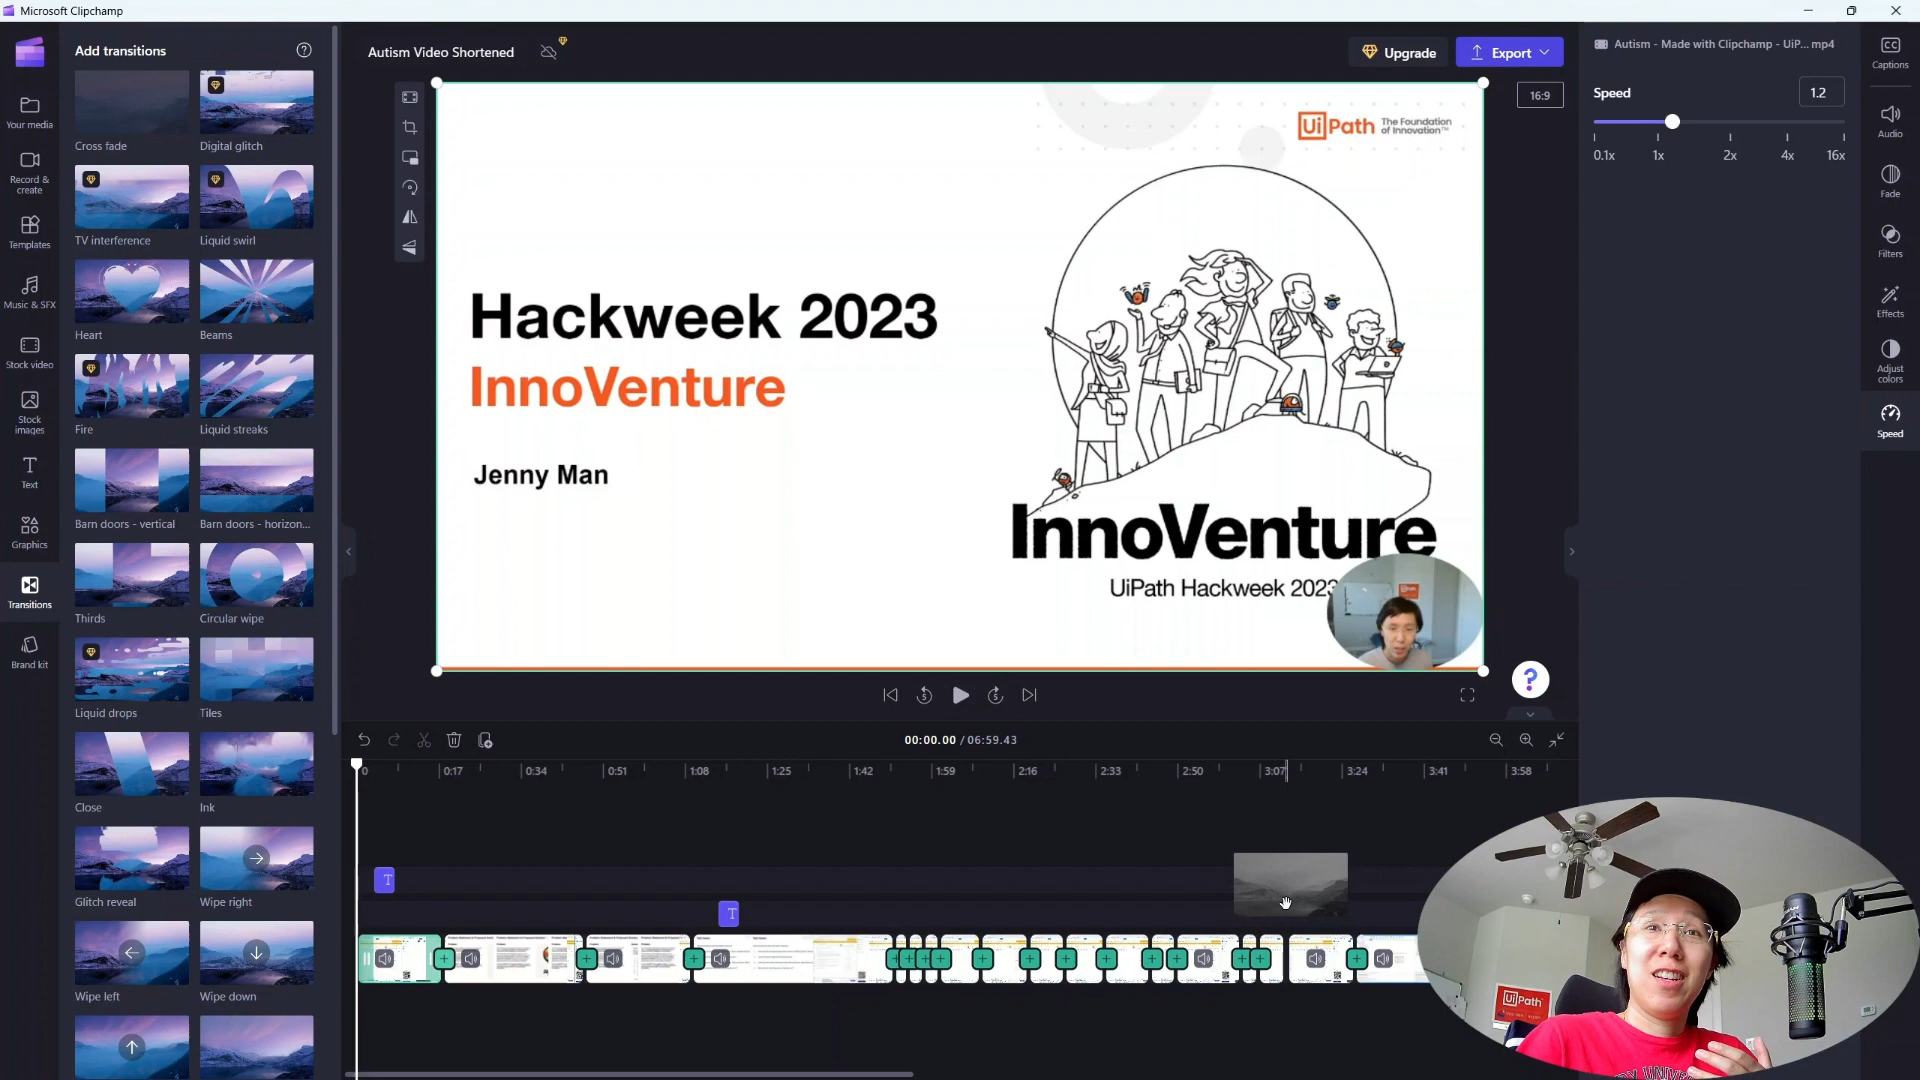 Microsoft Clipchamp
Add transitions
Autism Video Shortened
Upgrade
Export
Autism - Made with Clipchamp - UiP... mp4
Captions
Your media
Record &
create
Templates
Music & SFX
Stock video
Stock
images
Text
Graphics
Transitions
Brand kit
Cross fade
Digital glitch
TV interference
Liquid swirl
Heart
Beams
Fire
Liquid streaks
Barn doors - vertical
Barn doors - horizon...
Thirds
Circular wipe
Liquid drops
Tiles
Close
Ink
Glitch reveal
Wipe right
Wipe left
Wipe down
16:9
UiPath The Foundation
of Innovation™
Hackweek 2023
InnoVenture
Jenny Man
InnoVenture
UiPath Hackweek 2023
Speed
1.2
0.1x 1x 2x 4x 16x
Audio
Fade
Filters
Effects
Adjust
colors
Speed
?
00:00.00 / 06:59.43
0 0:17 0:34 0:51 1:08 1:25 1:42 1:59 2:16 2:33 2:50 3:07 3:24 3:41 3:58
T
T
UiPath